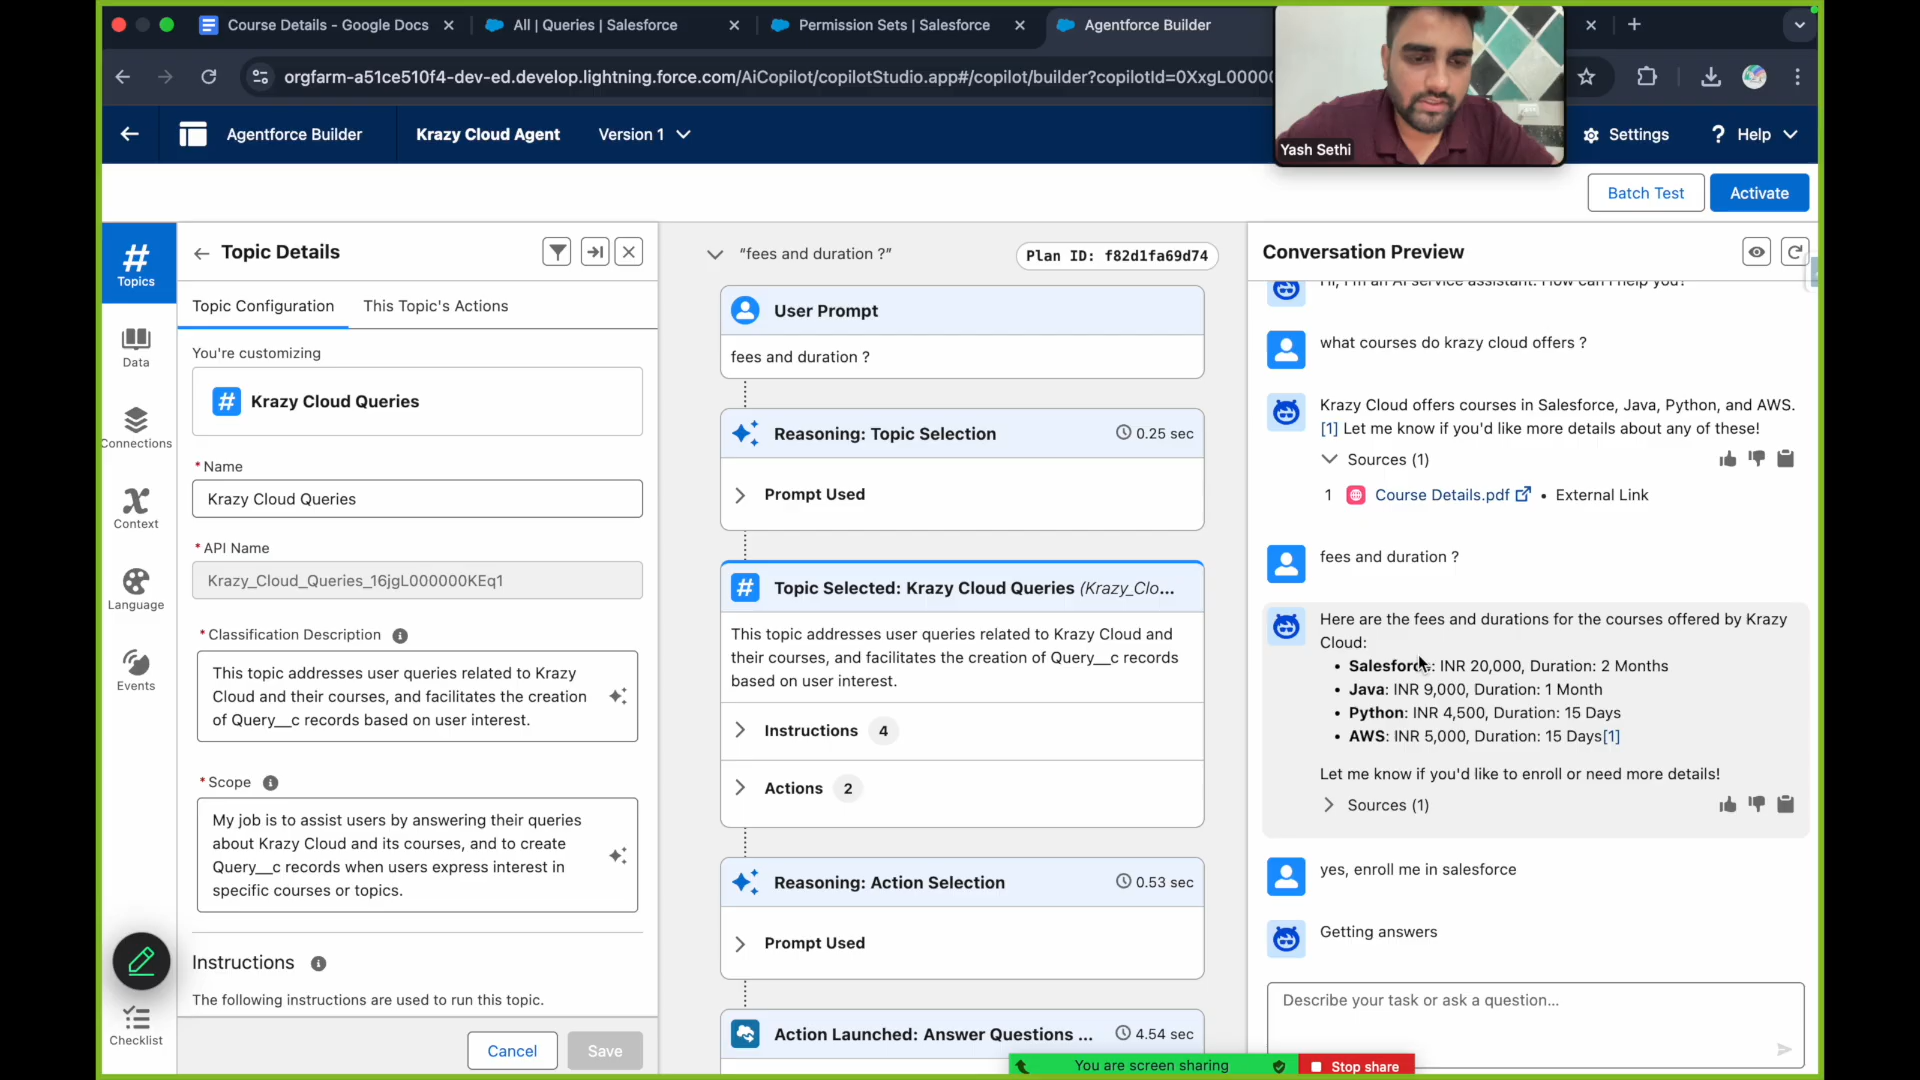 Course Details - Google Docs
All | Queries | Salesforce
Permission Sets | Salesforce
Agentforce Builder
orgfarm-a51ce510f4-dev-ed.develop.lightning.force.com/AiCopilot/copilotStudio.app#/copilot/builder?copilotId=0XxgL0000
Agentforce Builder
Krazy Cloud Agent
Version 1
Yash Sethi
Settings
? Help
Batch Test
Activate
Topics
Data
Connections
Context
Language
Events
Checklist
Topic Details
Topic Configuration
This Topic's Actions
You're customizing
# Krazy Cloud Queries
* Name
Krazy Cloud Queries
* API Name
Krazy_Cloud_Queries_16jgL000000KEq1
* Classification Description
This topic addresses user queries related to Krazy
Cloud and their courses, and facilitates the creation
of Query__c records based on user interest.
* Scope
My job is to assist users by answering their queries
about Krazy Cloud and its courses, and to create
Query__c records when users express interest in
specific courses or topics.
Instructions
The following instructions are used to run this topic.
Cancel
Save
"fees and duration ?"
Plan ID: f82d1fa69d74
User Prompt
fees and duration ?
Reasoning: Topic Selection
0.25 sec
Prompt Used
# Topic Selected: Krazy Cloud Queries (Krazy_Clo...
This topic addresses user queries related to Krazy Cloud and
their courses, and facilitates the creation of Query__c records
based on user interest.
Instructions 4
Actions 2
Reasoning: Action Selection
0.53 sec
Prompt Used
Action Launched: Answer Questions ...
4.54 sec
Conversation Preview
Hi, I'm an AI service assistant. How can I help you?
what courses do krazy cloud offers ?
Krazy Cloud offers courses in Salesforce, Java, Python, and AWS.
[1] Let me know if you'd like more details about any of these!
Sources (1)
1 Course Details.pdf • External Link
fees and duration ?
Here are the fees and durations for the courses offered by Krazy
Cloud:
• Salesforce: INR 20,000, Duration: 2 Months
• Java: INR 9,000, Duration: 1 Month
• Python: INR 4,500, Duration: 15 Days
• AWS: INR 5,000, Duration: 15 Days[1]
Let me know if you'd like to enroll or need more details!
Sources (1)
yes, enroll me in salesforce
Getting answers
Describe your task or ask a question...
You are screen sharing
Stop share